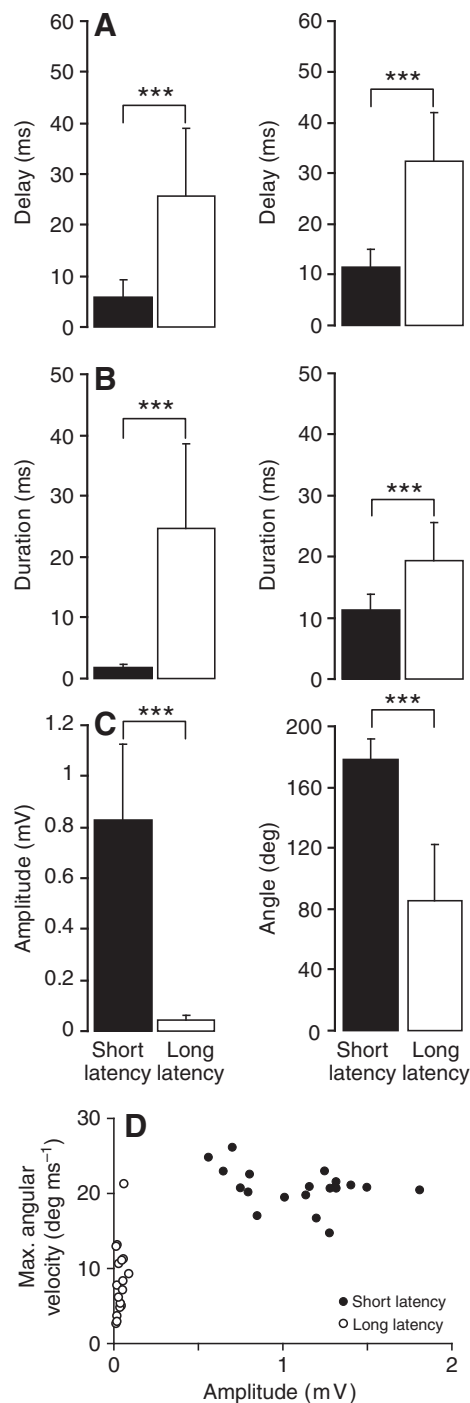 A
Delay (ms)
60
50
40
30
20
10
0
***
Delay (ms)
60
50
40
30
20
10
0
***
B
Duration (ms)
50
40
30
20
10
0
***
Duration (ms)
50
40
30
20
10
0
***
C
Amplitude (mV)
1.2
1
0.8
0.6
0.4
0.2
0
***
Short latency
Long latency
Angle (deg)
200
160
120
80
40
0
***
Short latency
Long latency
D
Max. angular
velocity (deg ms⁻¹)
30
20
10
0
Short latency
Long latency
0
1
2
Amplitude (mV)